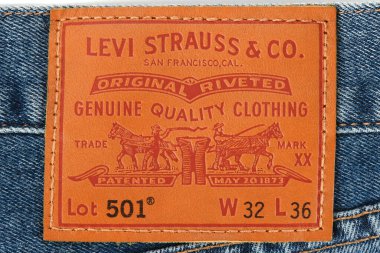 LEVI STRAUSS & CO.
SAN FRANCISCO, CAL.
ORIGINAL RIVETED
GENUINE QUALITY CLOTHING
TRADE MARK
XX
PATENTED MAY 20 1873
Lot 501® W 32 L 36